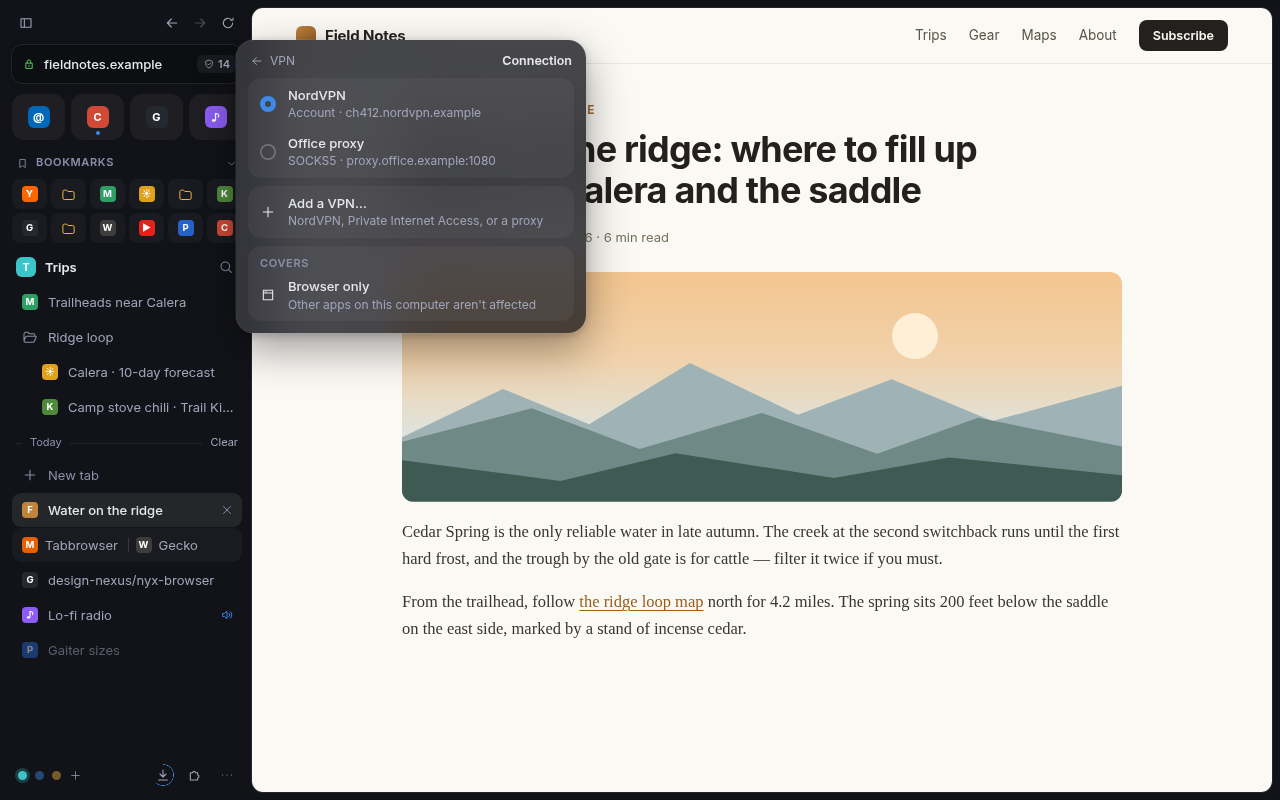 fieldnotes.example
14
@
C
G
BOOKMARKS
Y
M
K
G
W
P
C
T
Trips
M
Trailheads near Calera
Ridge loop
Calera · 10-day forecast
K
Camp stove chili · Trail Ki...
Today
Clear
New tab
F
Water on the ridge
M
Tabbrowser
W
Gecko
G
design-nexus/nyx-browser
Lo-fi radio
P
Gaiter sizes
VPN
Connection
NordVPN
Account · ch412.nordvpn.example
Office proxy
SOCKS5 · proxy.office.example:1080
Add a VPN...
NordVPN, Private Internet Access, or a proxy
COVERS
Browser only
Other apps on this computer aren't affected
Field Notes
Trips
Gear
Maps
About
Subscribe
ridge: where to fill up
and the saddle
· 6 min read
Cedar Spring is the only reliable water in late autumn. The creek at the second switchback runs until the first
hard frost, and the trough by the old gate is for cattle — filter it twice if you must.
From the trailhead, follow the ridge loop map north for 4.2 miles. The spring sits 200 feet below the saddle
on the east side, marked by a stand of incense cedar.